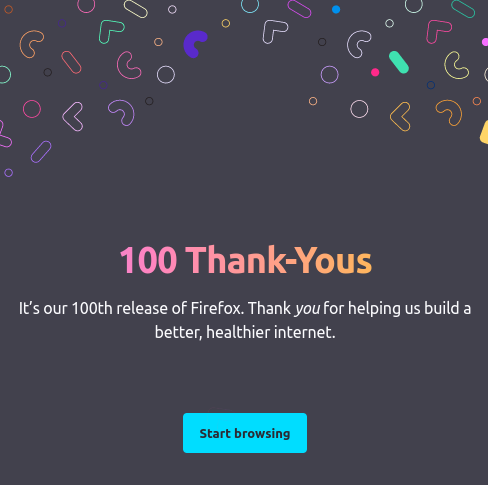 100 Thank-Yous
It’s our 100th release of Firefox. Thank you for helping us build a
better, healthier internet.
Start browsing